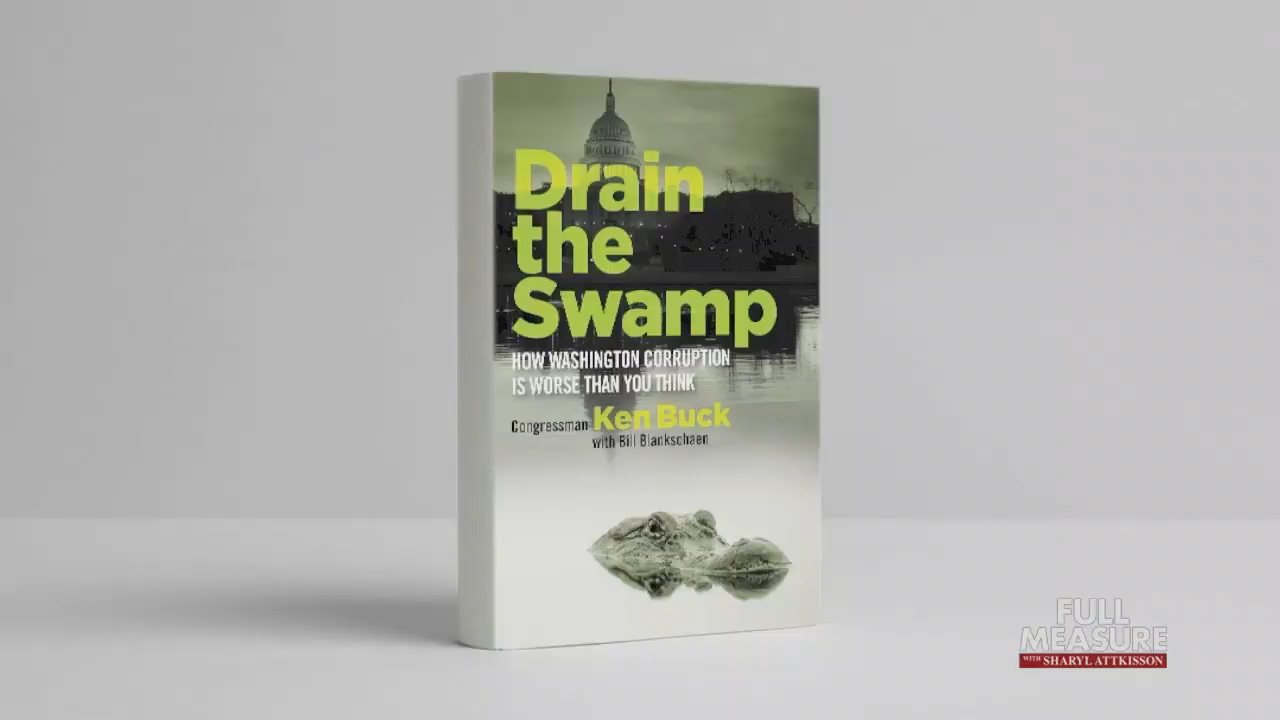 Drain
the
Swamp
HOW WASHINGTON CORRUPTION
IS WORSE THAN YOU THINK
Congressman Ken Buck
with Bill Blankschaen
FULL
MEASURE
WITH SHARYL ATTKISSON